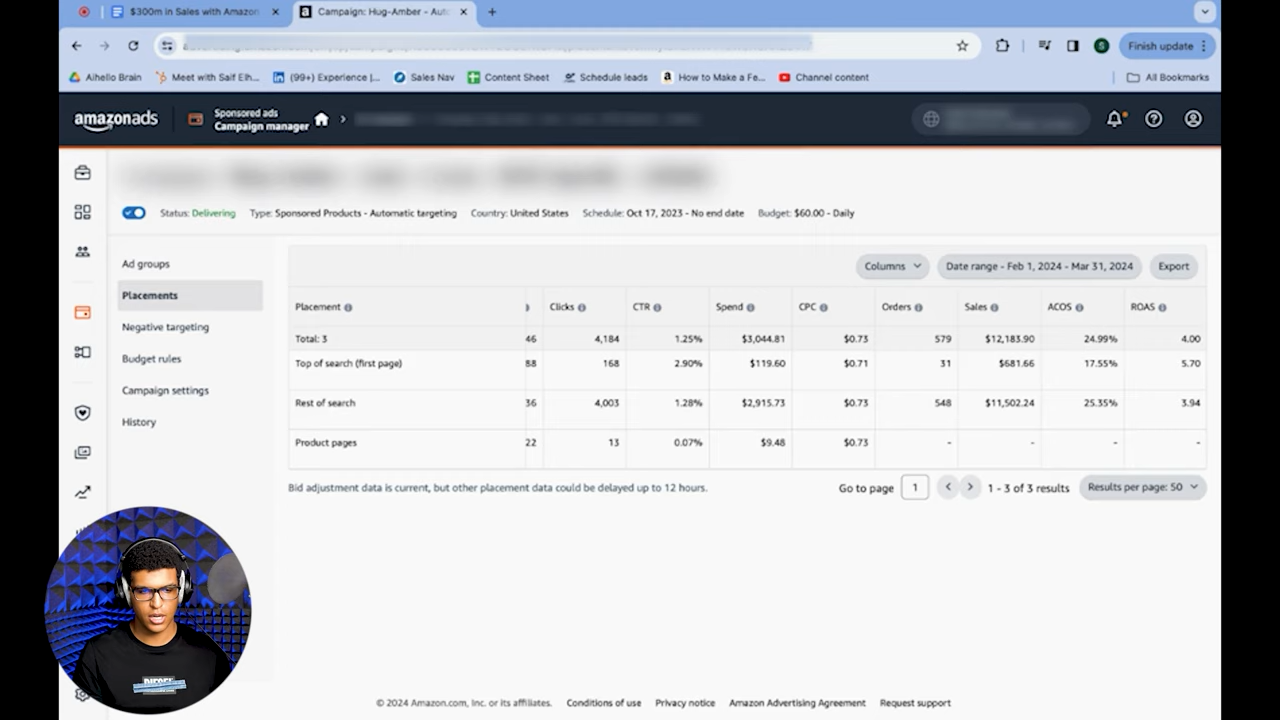 $300m in Sales with Amazon
Campaign: Hug-Amber - Auto
Finish update
Aihello Brain
Meet with Saif Elh...
(99+) Experience |...
Sales Nav
Content Sheet
Schedule leads
How to Make a Fe...
Channel content
All Bookmarks
amazonads
Sponsored ads
Campaign manager
Status: Delivering Type: Sponsored Products - Automatic targeting Country: United States Schedule: Oct 17, 2023 - No end date Budget: $60.00 - Daily
Ad groups
Placements
Negative targeting
Budget rules
Campaign settings
History
Columns Date range - Feb 1, 2024 - Mar 31, 2024 Export
Placement Clicks CTR Spend CPC Orders Sales ACOS ROAS
Total: 3 46 4,184 1.25% $3,044.81 $0.73 579 $12,183.90 24.99% 4.00
Top of search (first page) 88 168 2.90% $119.60 $0.71 31 $681.66 17.55% 5.70
Rest of search 36 4,003 1.28% $2,915.73 $0.73 548 $11,502.24 25.35% 3.94
Product pages 22 13 0.07% $9.48 $0.73 - - - -
Bid adjustment data is current, but other placement data could be delayed up to 12 hours.
Go to page 1 1 - 3 of 3 results Results per page: 50
DIESEL
© 2024 Amazon.com, Inc. or its affiliates. Conditions of use Privacy notice Amazon Advertising Agreement Request support